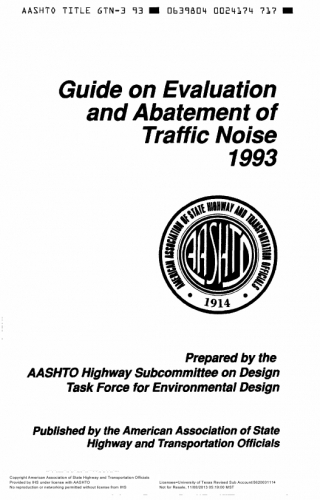 AASHTO TITLE GTN-3 93 ■ 0639804 0024174 717 ■
Guide on Evaluation
and Abatement of
Traffic Noise
1993
AMERICAN ASSOCIATION OF STATE HIGHWAY AND TRANSPORTATION OFFICIALS
AASHTO
· 1914 ·
Prepared by the
AASHTO Highway Subcommittee on Design
Task Force for Environmental Design
Published by the American Association of State
Highway and Transportation Officials
Copyright American Association of State Highway and Transportation Officials
Provided by IHS under license with AASHTO
No reproduction or networking permitted without license from IHS
Licensee=University of Texas Revised Sub Account/5620001114
Not for Resale, 11/08/2013 05:19:00 MST